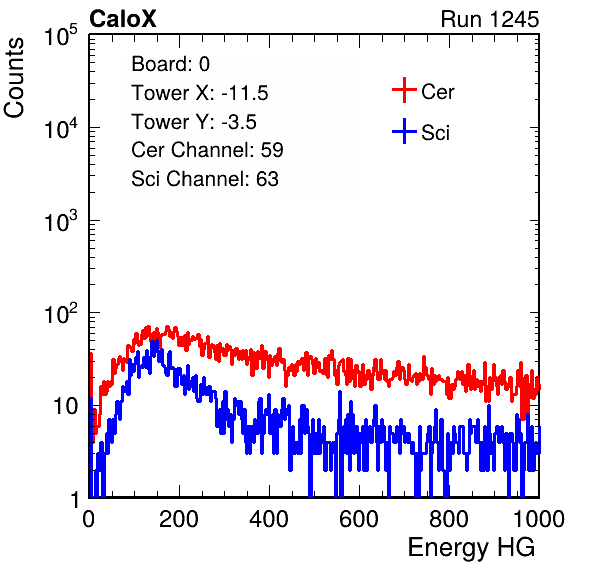 CaloX Run 1245
Counts
10^5
10^4
10^3
10^2
10
1
Board: 0
Tower X: -11.5
Tower Y: -3.5
Cer Channel: 59
Sci Channel: 63
Cer
Sci
0 200 400 600 800 1000
Energy HG